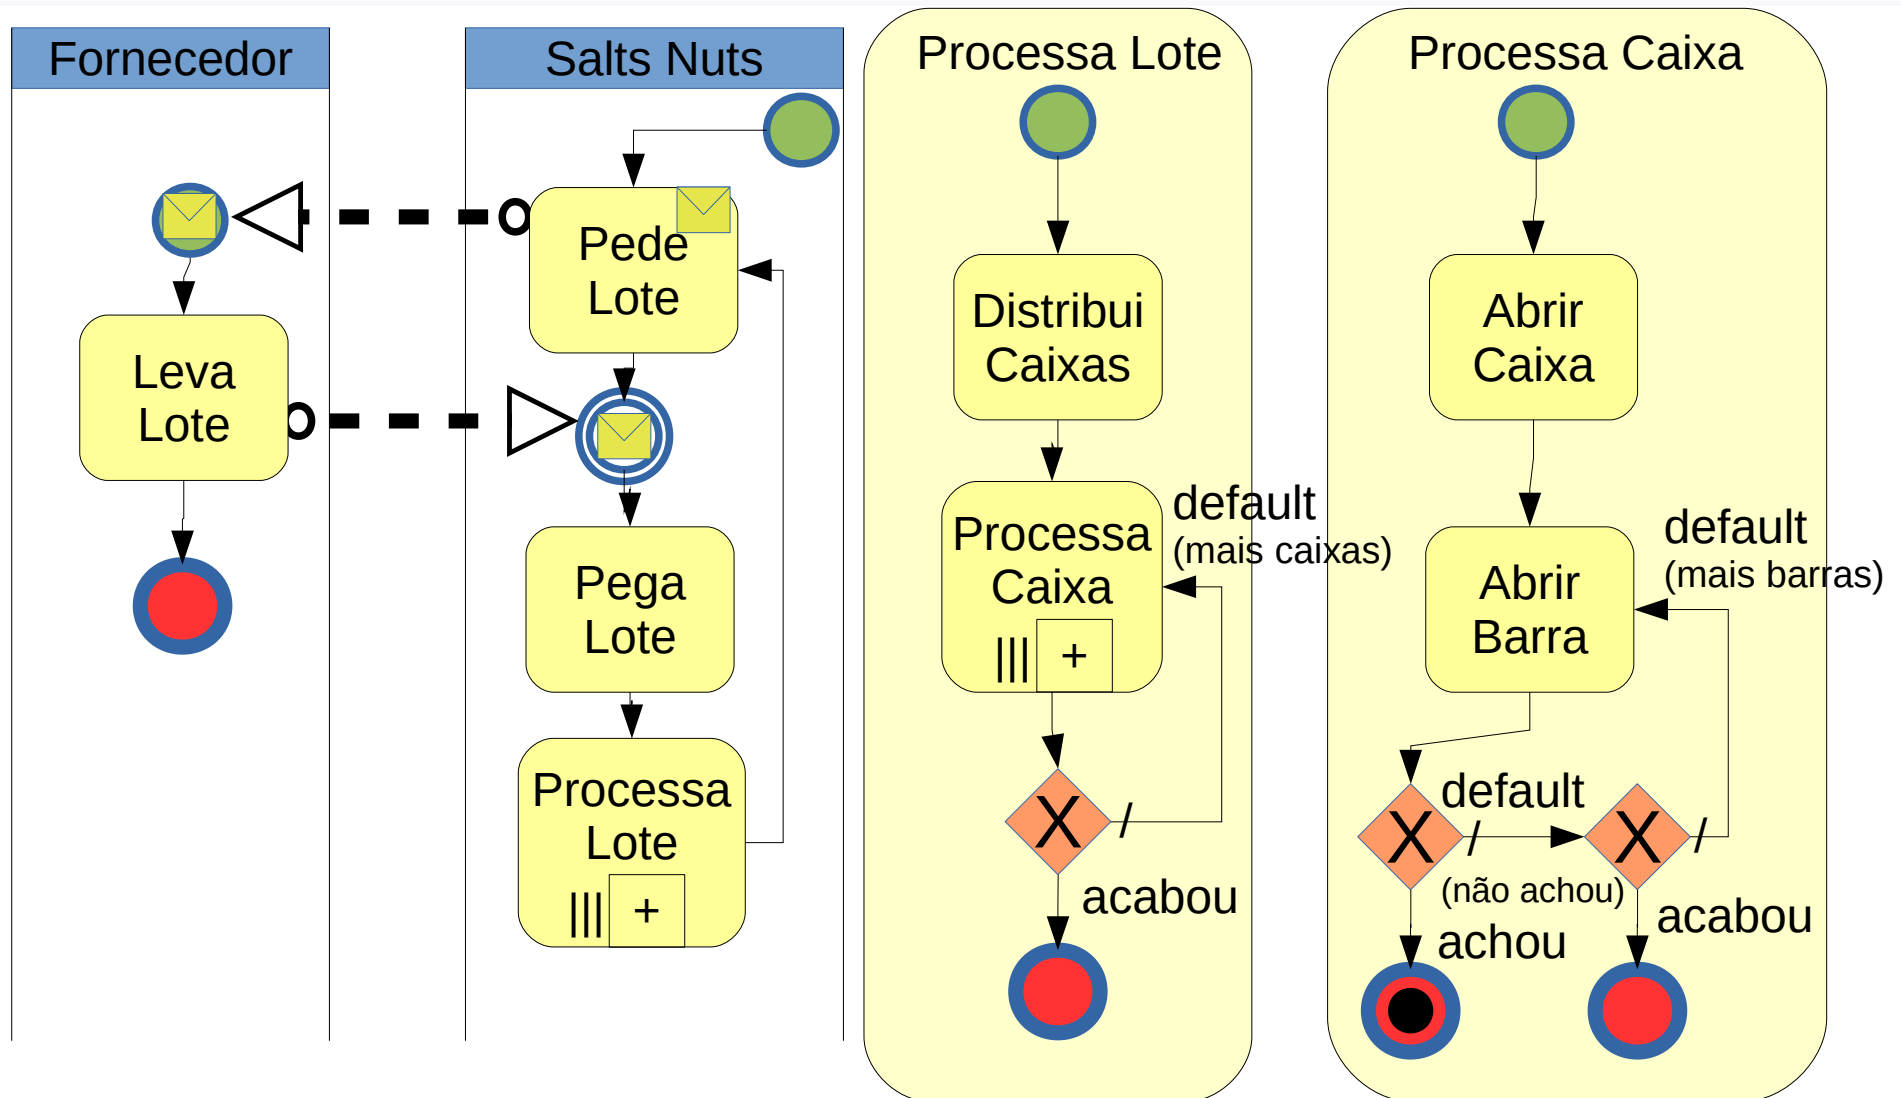 Fornecedor
Salts Nuts
Processa Lote
Processa Caixa
Pede
Lote
Leva
Lote
Pega
Lote
Processa
Lote
||| +
Distribui
Caixas
Processa
Caixa
||| +
default
(mais caixas)
X /
acabou
Abrir
Caixa
Abrir
Barra
default
(mais barras)
X /
default
(não achou)
X /
achou
acabou